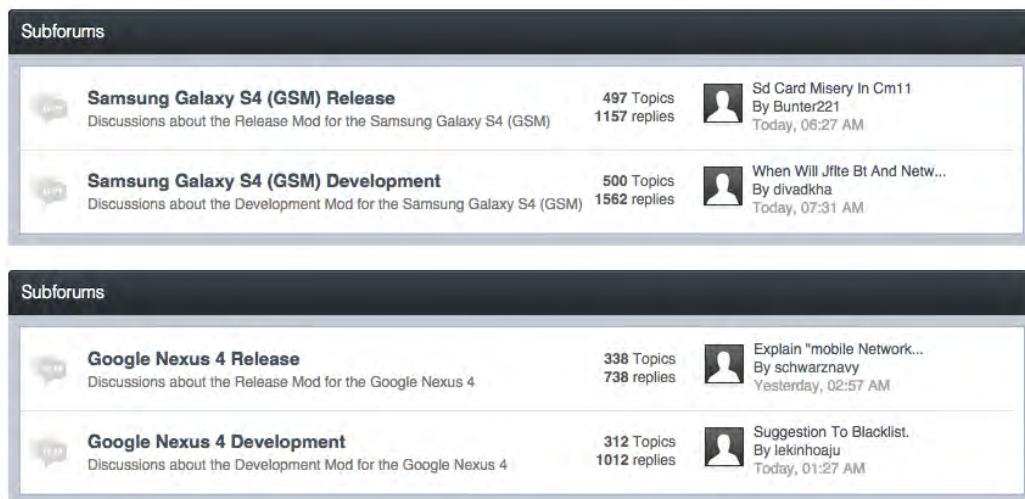 Subforums
Samsung Galaxy S4 (GSM) Release
Discussions about the Release Mod for the Samsung Galaxy S4 (GSM)
497 Topics
1157 replies
Sd Card Misery In Cm11
By Bunter221
Today, 06:27 AM
Samsung Galaxy S4 (GSM) Development
Discussions about the Development Mod for the Samsung Galaxy S4 (GSM)
500 Topics
1562 replies
When Will Jflte Bt And Netw...
By divadkha
Today, 07:31 AM
Subforums
Google Nexus 4 Release
Discussions about the Release Mod for the Google Nexus 4
338 Topics
738 replies
Explain "mobile Network...
By schwarznavy
Yesterday, 02:57 AM
Google Nexus 4 Development
Discussions about the Development Mod for the Google Nexus 4
312 Topics
1012 replies
Suggestion To Blacklist.
By lekinhoaju
Today, 01:27 AM